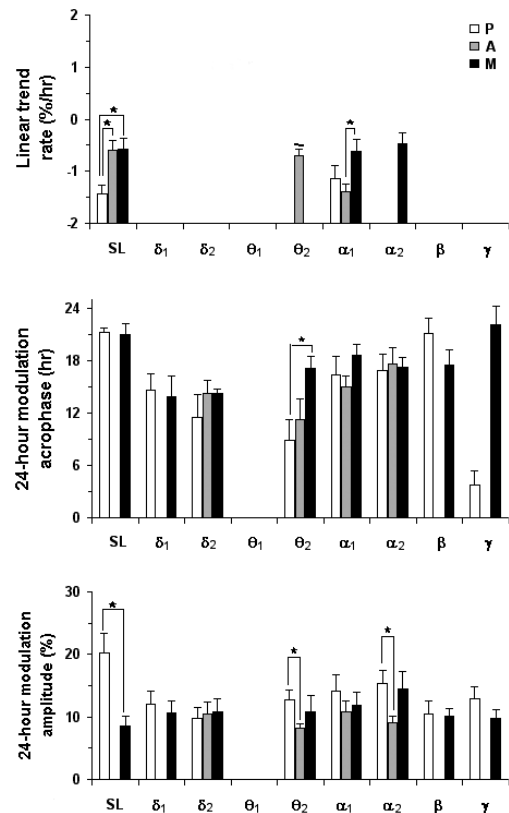 2
P
A
M
1
0
-1
-2
Linear trend
rate (%/hr)
*
*
*
SL δ1 δ2 θ1 θ2 α1 α2 β γ
24
18
12
6
0
24-hour modulation
acrophase (hr)
*
SL δ1 δ2 θ1 θ2 α1 α2 β γ
30
20
10
0
24-hour modulation
amplitude (%)
*
*
*
SL δ1 δ2 θ1 θ2 α1 α2 β γ